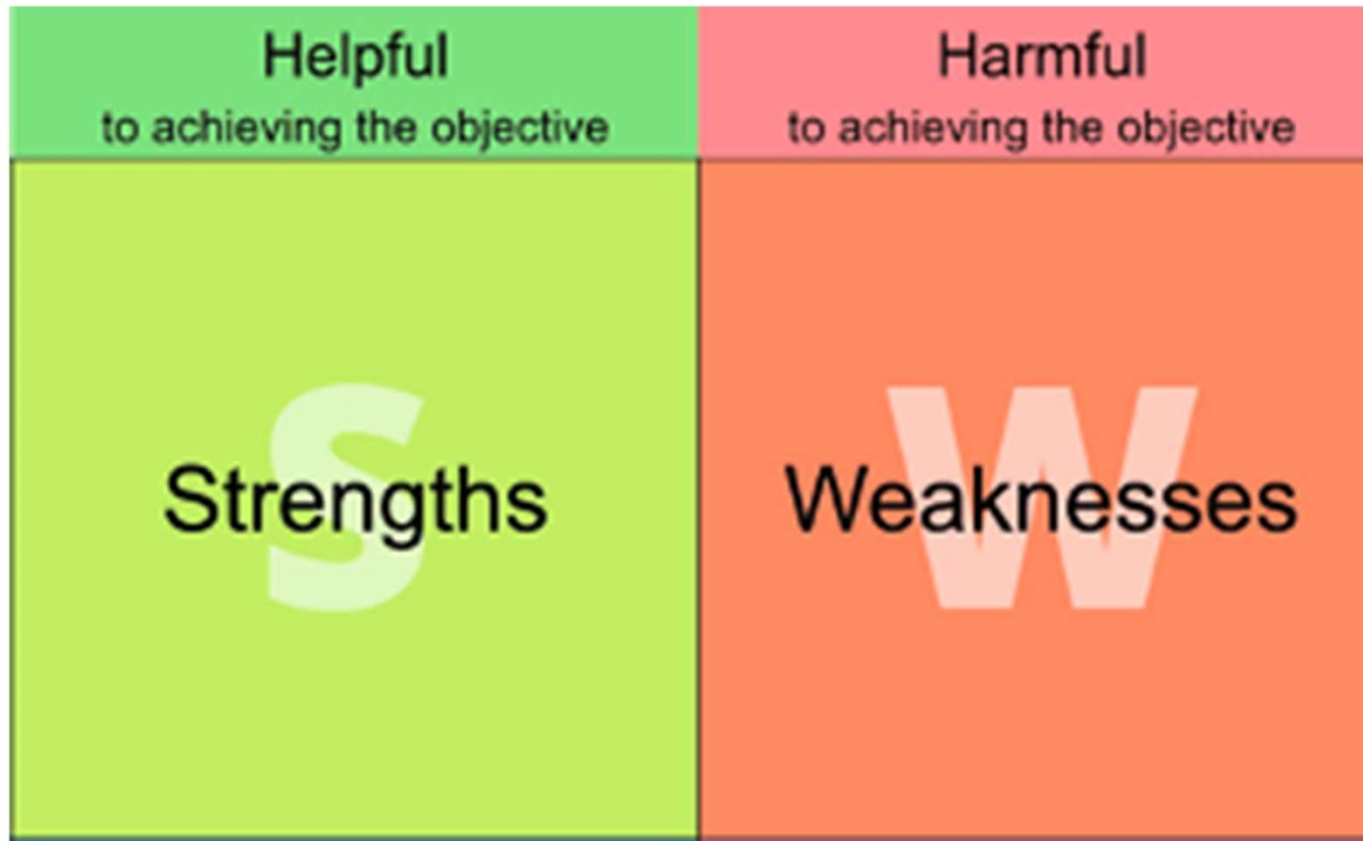 Helpful
to achieving the objective
Harmful
to achieving the objective
S
Strengths
W
Weaknesses